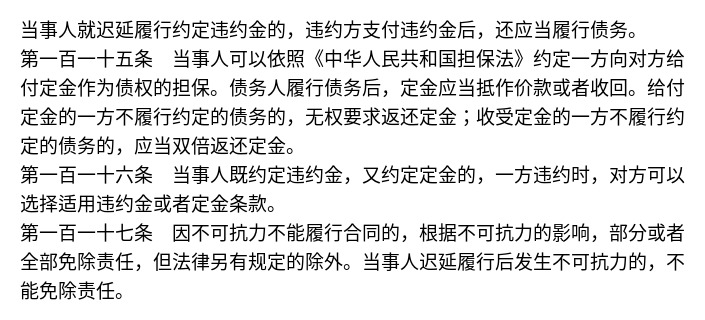 当事人就迟延履行约定违约金的，违约方支付违约金后，还应当履行债务。
第一百一十五条　当事人可以依照《中华人民共和国担保法》约定一方向对方给
付定金作为债权的担保。债务人履行债务后，定金应当抵作价款或者收回。给付
定金的一方不履行约定的债务的，无权要求返还定金；收受定金的一方不履行约
定的债务的，应当双倍返还定金。
第一百一十六条　当事人既约定违约金，又约定定金的，一方违约时，对方可以
选择适用违约金或者定金条款。
第一百一十七条　因不可抗力不能履行合同的，根据不可抗力的影响，部分或者
全部免除责任，但法律另有规定的除外。当事人迟延履行后发生不可抗力的，不
能免除责任。